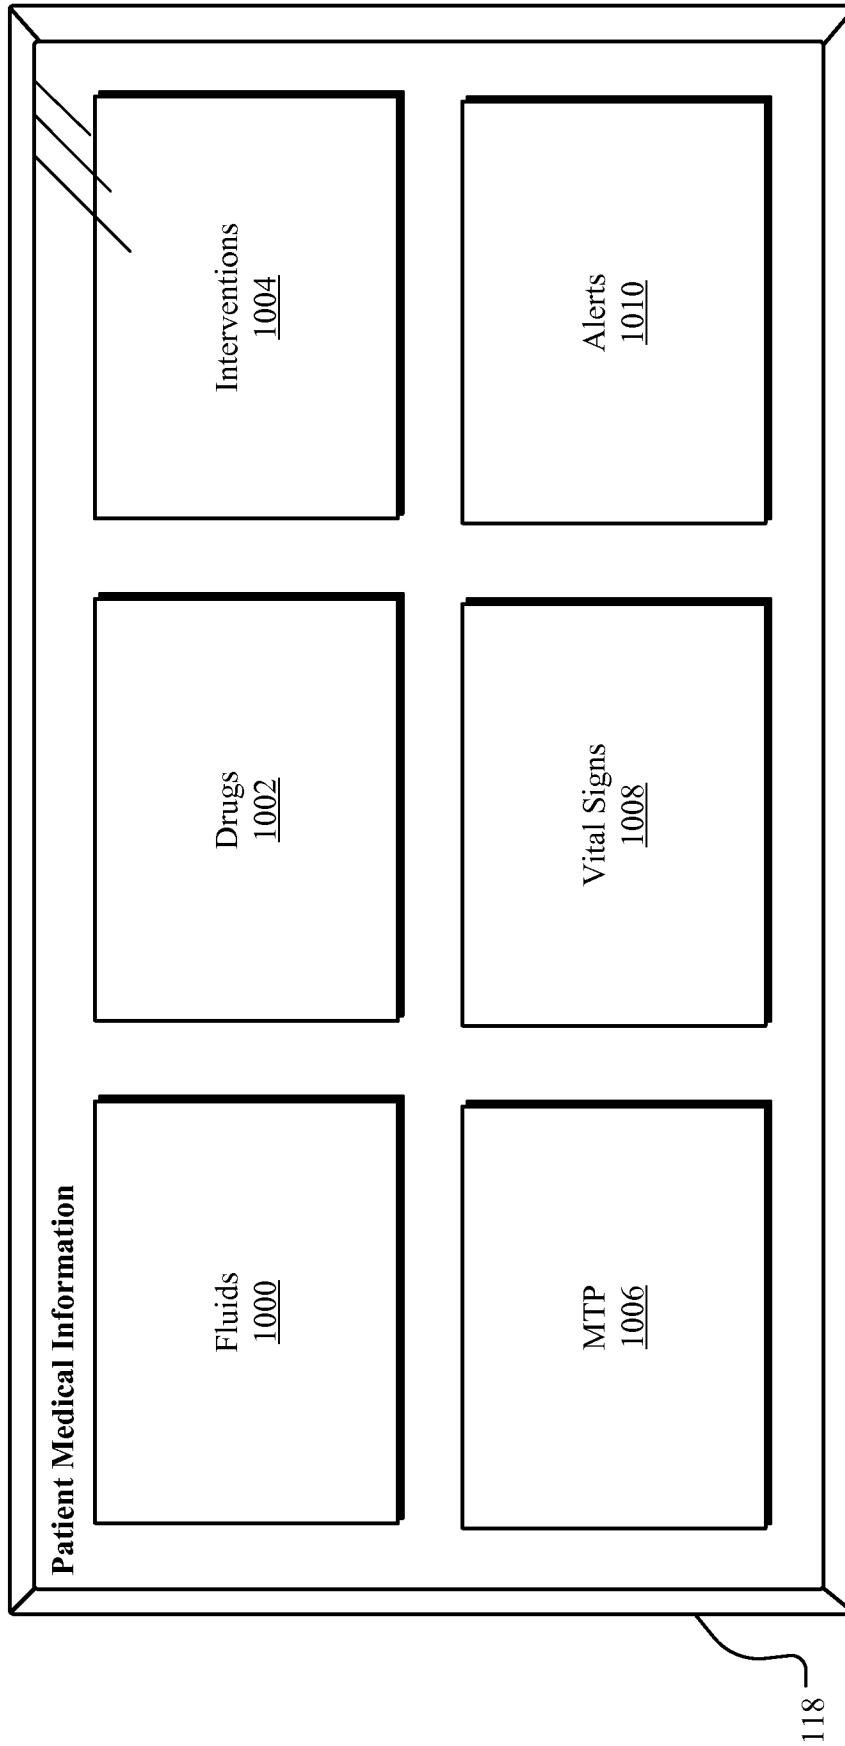 Patient Medical Information
Fluids
1000
Drugs
1002
Interventions
1004
MTP
1006
Vital Signs
1008
Alerts
1010
118